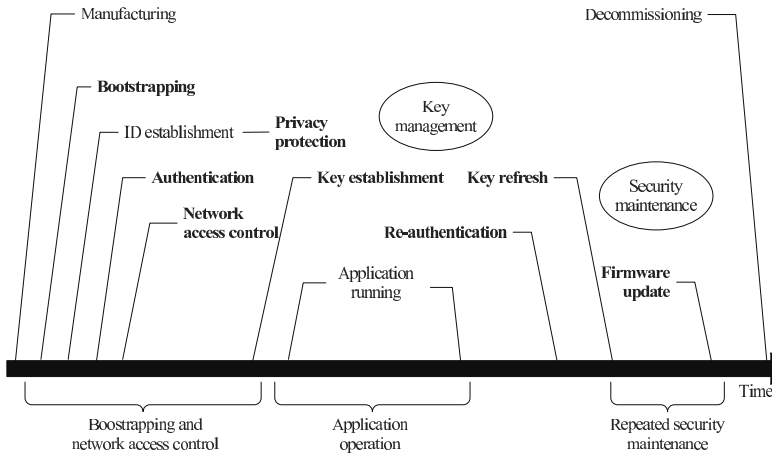 Manufacturing
Decommissioning
Bootstrapping
Key
management
ID establishment
Privacy
protection
Authentication
Key establishment
Key refresh
Security
maintenance
Network
access control
Re-authentication
Application
running
Firmware
update
Time
Boostrapping and
network access control
Application
operation
Repeated security
maintenance